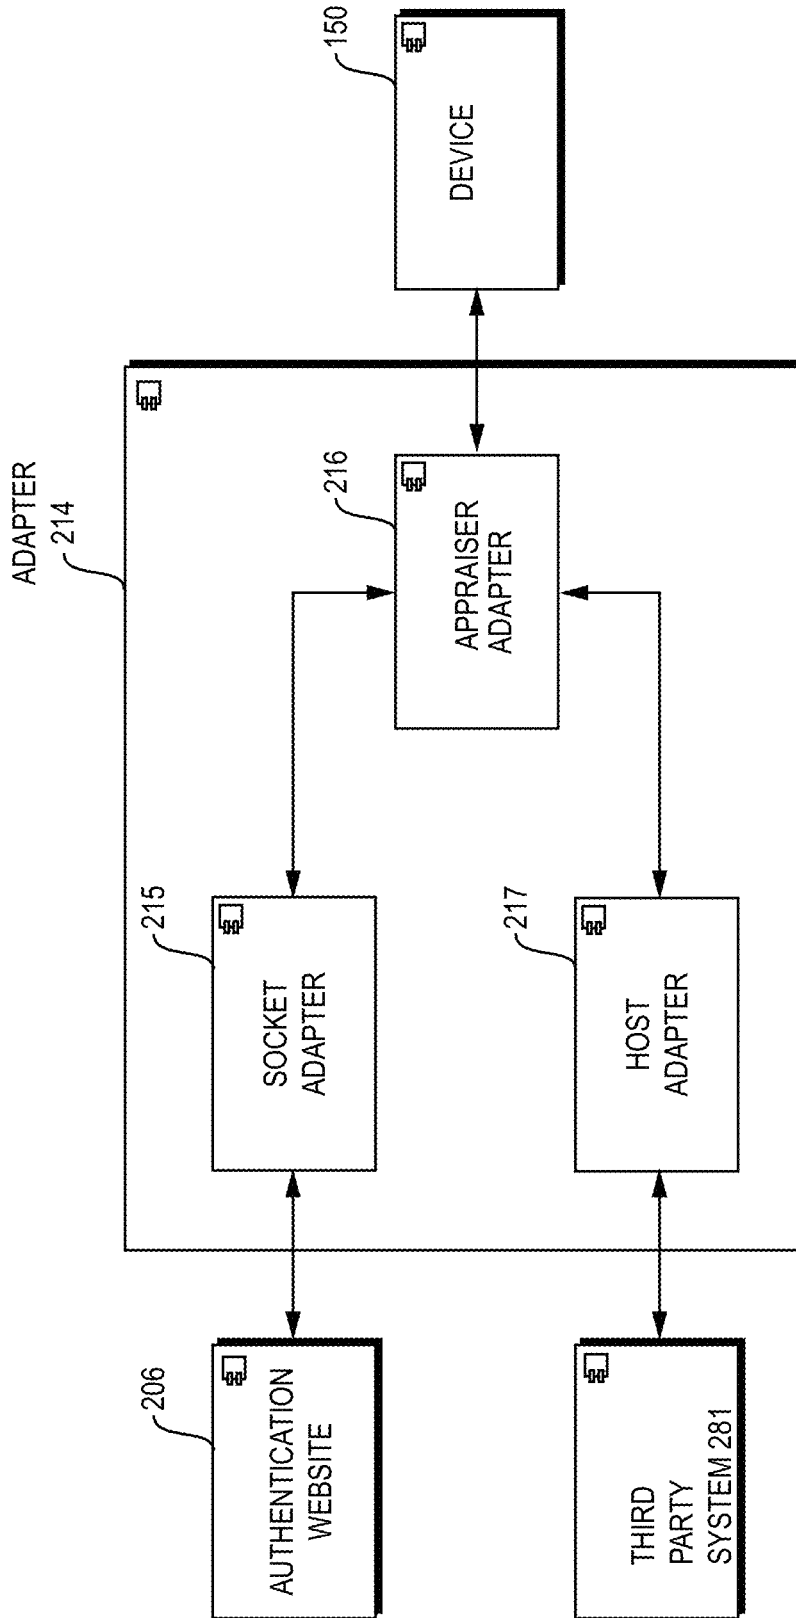 ADAPTER
214
206
AUTHENTICATION
WEBSITE
215
SOCKET
ADAPTER
216
APPRAISER
ADAPTER
150
DEVICE
THIRD
PARTY
SYSTEM 281
217
HOST
ADAPTER